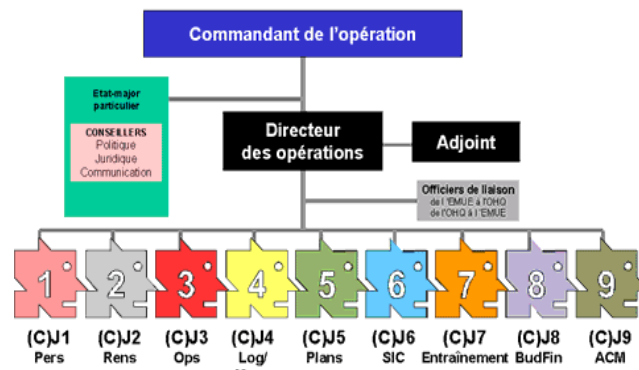 Commandant de l'opération
Etat-major
particulier
CONSEILLERS
Politique
Juridique
Communication
Directeur
des opérations
Adjoint
Officiers de liaison
de l'EMUE à l'OHQ
de l'OHQ à l'EMUE
1 2 3 4 5 6 7 8 9
(C)J1 (C)J2 (C)J3 (C)J4 (C)J5 (C)J6 (C)J7 (C)J8 (C)J9
Pers Rens Ops Log/ Plans SIC Entraînement BudFin ACM